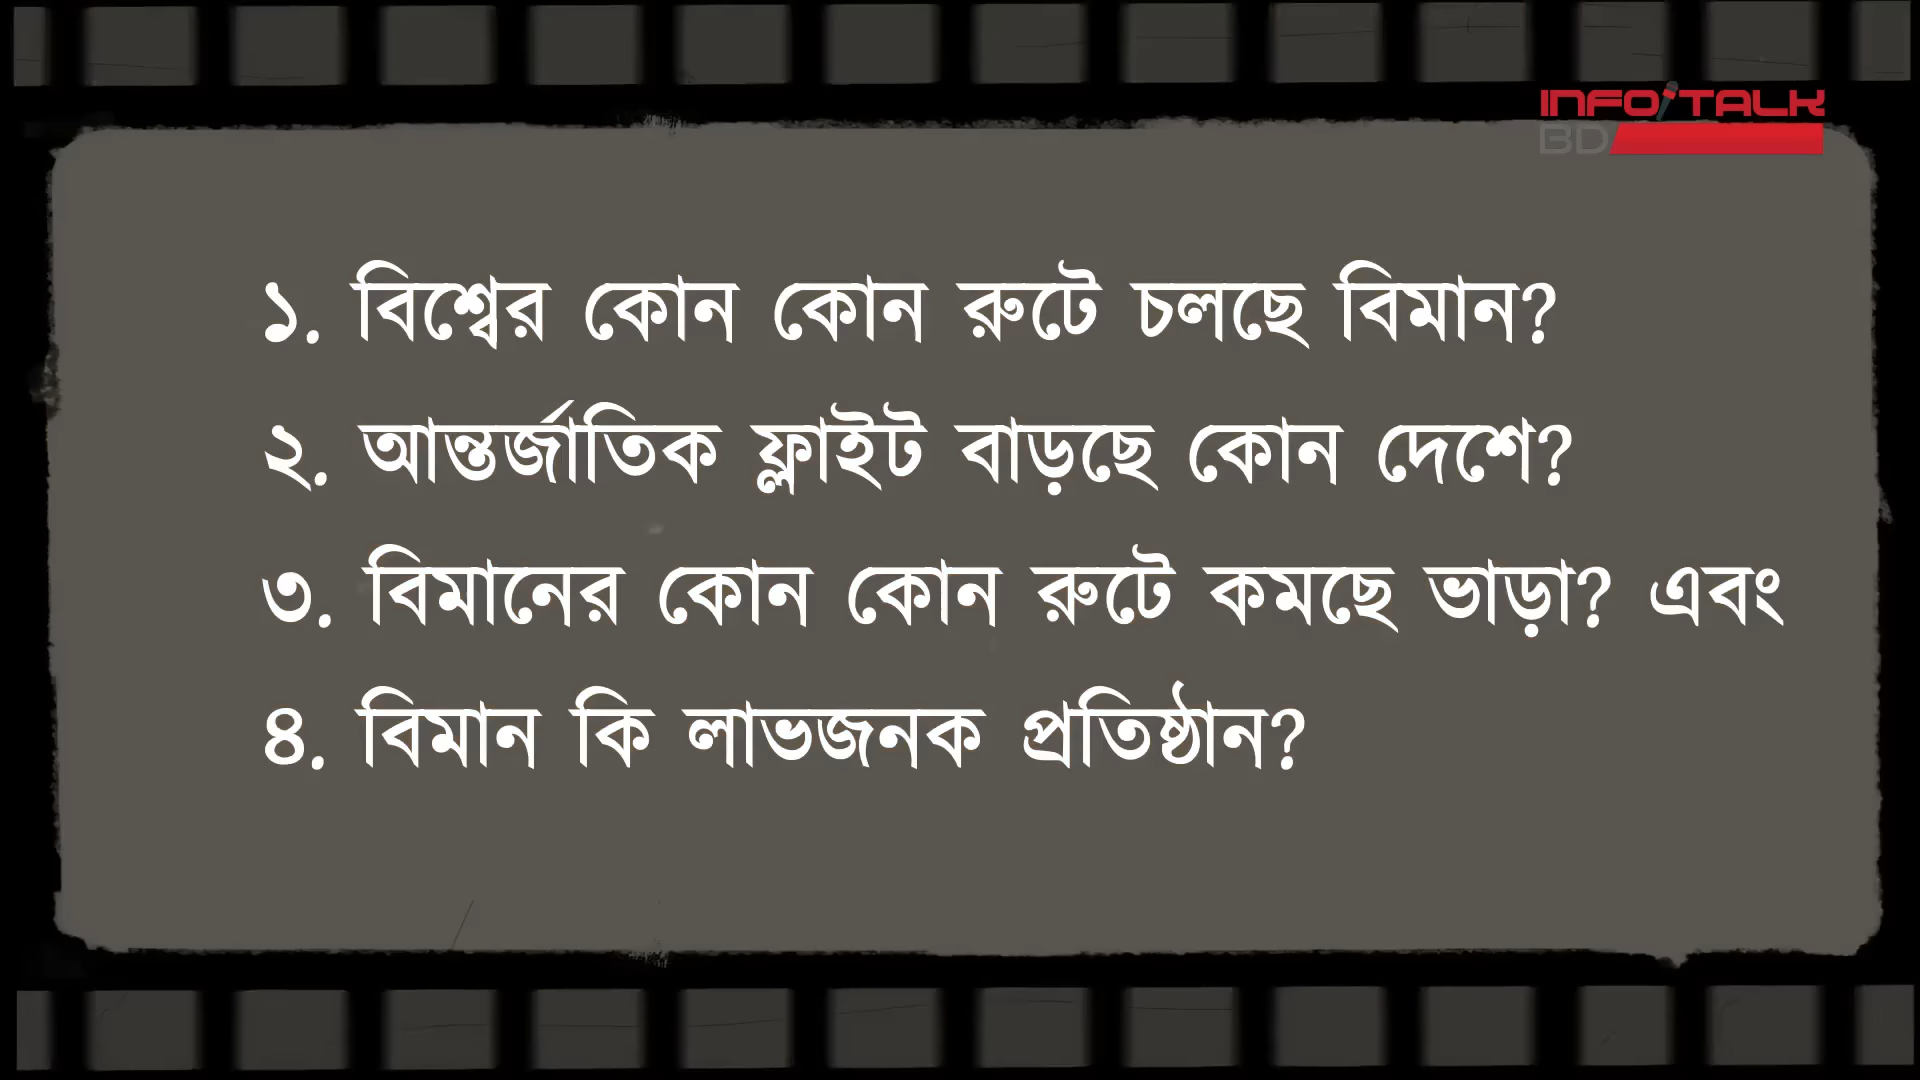 INFO TALK
BD
১. বিশ্বের কোন কোন রুটে চলছে বিমান?
২. আন্তর্জাতিক ফ্লাইট বাড়ছে কোন দেশে?
৩. বিমানের কোন কোন রুটে কমছে ভাড়া? এবং
৪. বিমান কি লাভজনক প্রতিষ্ঠান?